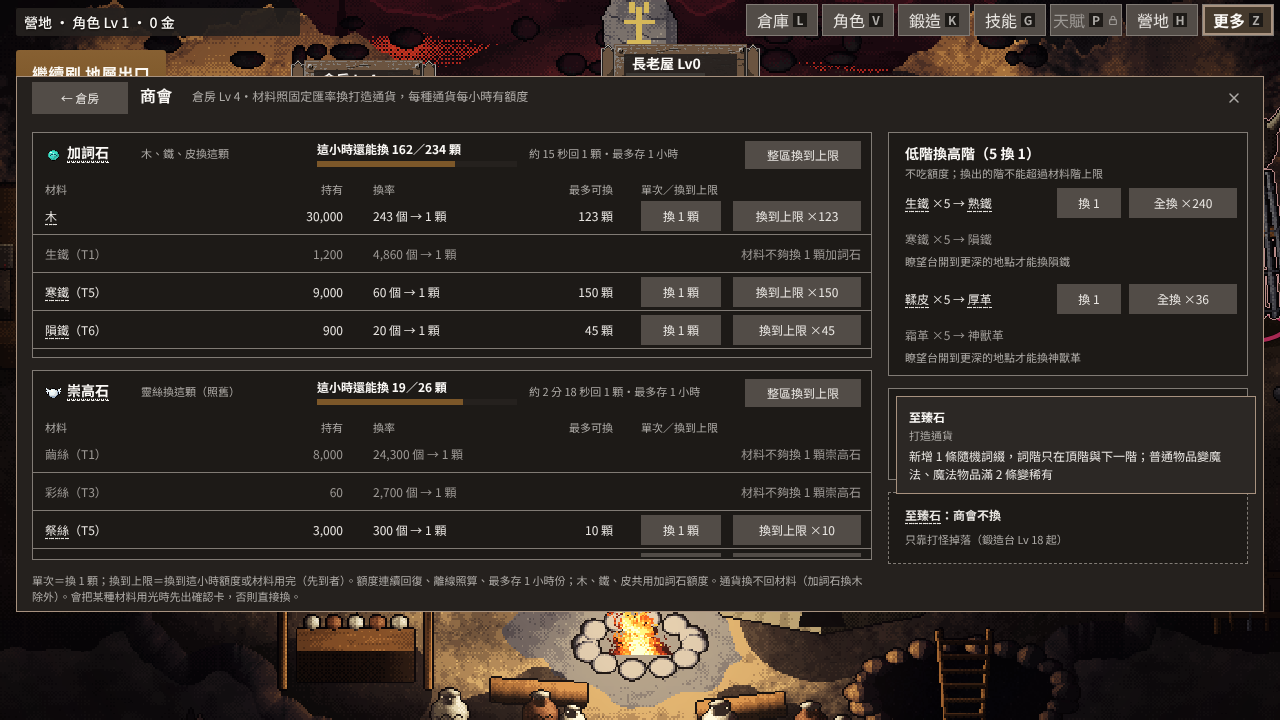 營地 · 角色 Lv 1 · 0 金
倉庫 L
角色 V
鍛造 K
技能 G
天賦 P
營地 H
更多 Z
長老屋 Lv0
← 倉房
商會
倉房 Lv 4・材料照固定匯率換打造通貨，每種通貨每小時有額度
×
加詞石
木、鐵、皮換這顆
這小時還能換 162／234 顆
約 15 秒回 1 顆・最多存 1 小時
整區換到上限
材料 持有 換率 最多可換 單次／換到上限
木 30,000 243 個 → 1 顆 123 顆 換 1 顆 換到上限 ×123
生鐵（T1） 1,200 4,860 個 → 1 顆 材料不夠換 1 顆加詞石
寒鐵（T5） 9,000 60 個 → 1 顆 150 顆 換 1 顆 換到上限 ×150
隕鐵（T6） 900 20 個 → 1 顆 45 顆 換 1 顆 換到上限 ×45
崇高石
靈絲換這顆（照舊）
這小時還能換 19／26 顆
約 2 分 18 秒回 1 顆・最多存 1 小時
整區換到上限
材料 持有 換率 最多可換 單次／換到上限
繭絲（T1） 8,000 24,300 個 → 1 顆 材料不夠換 1 顆崇高石
彩絲（T3） 60 2,700 個 → 1 顆 材料不夠換 1 顆崇高石
祭絲（T5） 3,000 300 個 → 1 顆 10 顆 換 1 顆 換到上限 ×10
單次＝換 1 顆；換到上限＝換到這小時額度或材料用完（先到者）。額度連續回復、離線照算、最多存 1 小時份；木、鐵、皮共用加詞石額度。通貨換不回材料（加詞石換木
除外）。會把某種材料用光時先出確認卡，否則直接換。
低階換高階（5 換 1）
不吃額度；換出的階不能超過材料階上限
生鐵 ×5 → 熟鐵 換 1 全換 ×240
寒鐵 ×5 → 隕鐵
瞭望台開到更深的地點才能換隕鐵
鞣皮 ×5 → 厚革 換 1 全換 ×36
霜革 ×5 → 神獸革
瞭望台開到更深的地點才能換神獸革
至臻石
打造通貨
新增 1 條隨機詞綴，詞階只在頂階與下一階；普通物品變魔
法、魔法物品滿 2 條變稀有
至臻石：商會不換
只靠打怪掉落（鍛造台 Lv 18 起）